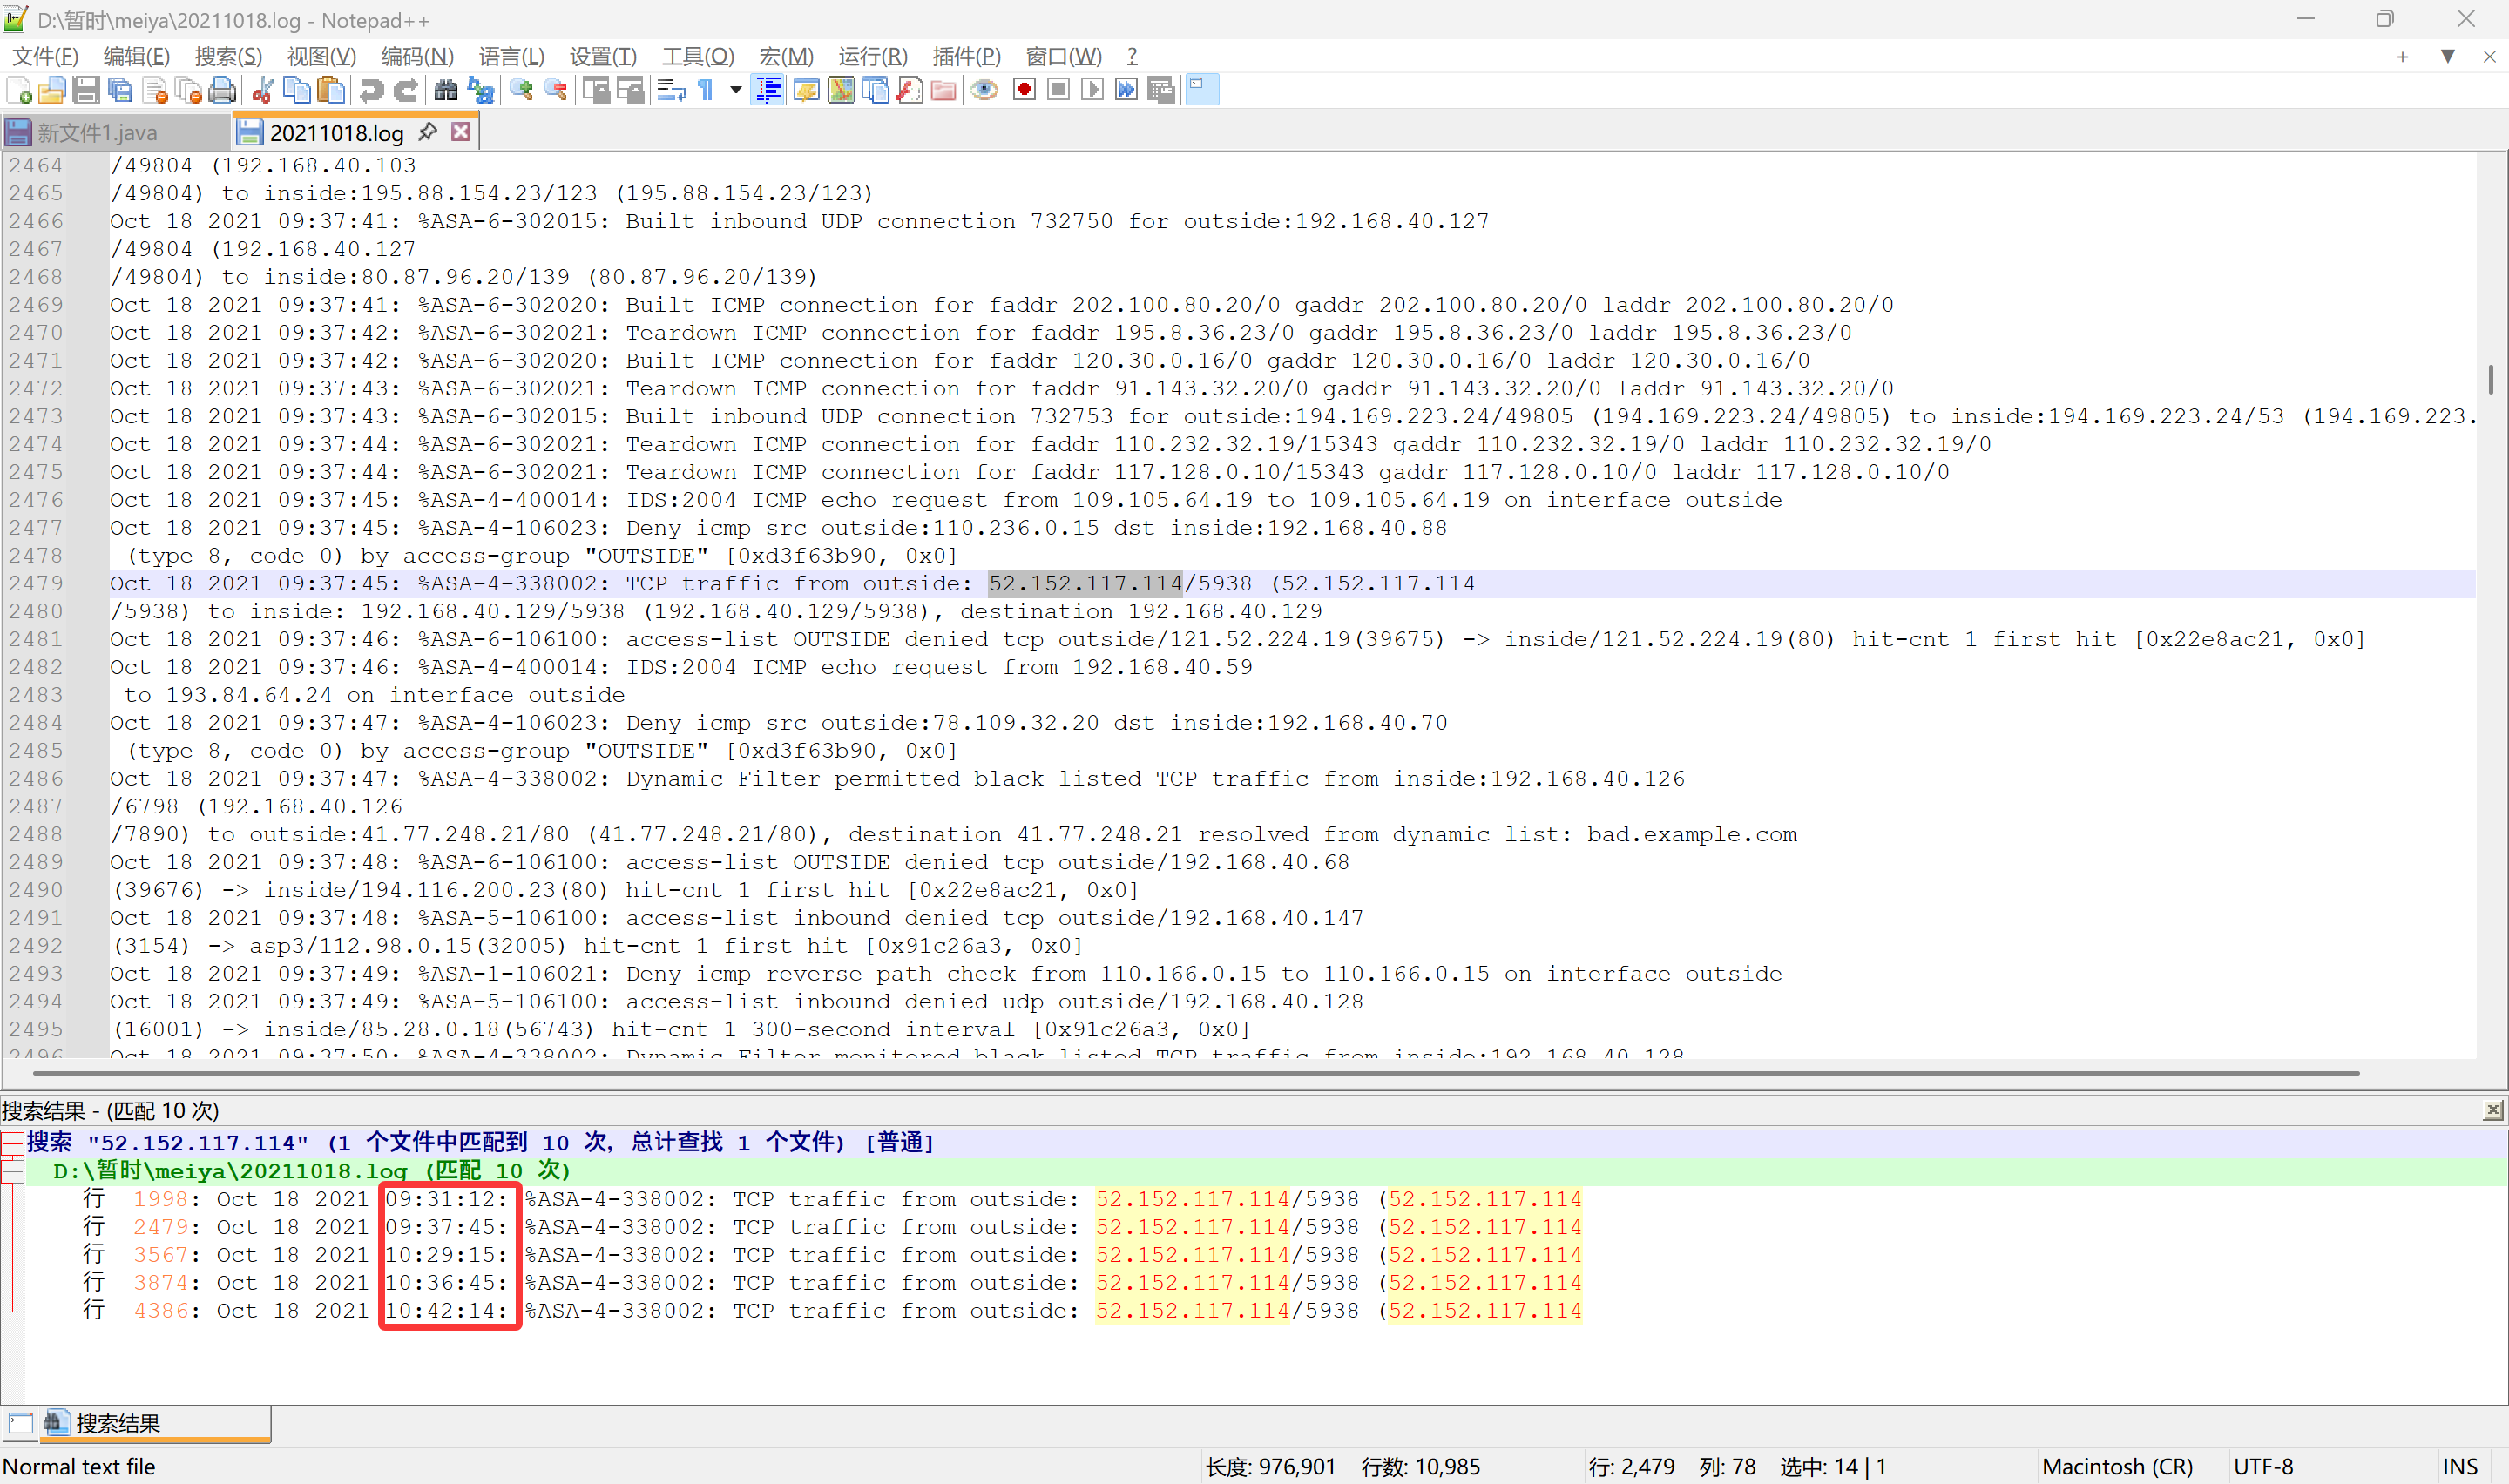 D:\暂时\meiya\20211018.log - Notepad++
文件(F) 编辑(E) 搜索(S) 视图(V) 编码(N) 语言(L) 设置(T) 工具(O) 宏(M) 运行(R) 插件(P) 窗口(W) ?
新文件1.java 20211018.log
2464 /49804 (192.168.40.103
2465 /49804) to inside:195.88.154.23/123 (195.88.154.23/123)
2466 Oct 18 2021 09:37:41: %ASA-6-302015: Built inbound UDP connection 732750 for outside:192.168.40.127
2467 /49804 (192.168.40.127
2468 /49804) to inside:80.87.96.20/139 (80.87.96.20/139)
2469 Oct 18 2021 09:37:41: %ASA-6-302020: Built ICMP connection for faddr 202.100.80.20/0 gaddr 202.100.80.20/0 laddr 202.100.80.20/0
2470 Oct 18 2021 09:37:42: %ASA-6-302021: Teardown ICMP connection for faddr 195.8.36.23/0 gaddr 195.8.36.23/0 laddr 195.8.36.23/0
2471 Oct 18 2021 09:37:42: %ASA-6-302020: Built ICMP connection for faddr 120.30.0.16/0 gaddr 120.30.0.16/0 laddr 120.30.0.16/0
2472 Oct 18 2021 09:37:43: %ASA-6-302021: Teardown ICMP connection for faddr 91.143.32.20/0 gaddr 91.143.32.20/0 laddr 91.143.32.20/0
2473 Oct 18 2021 09:37:43: %ASA-6-302015: Built inbound UDP connection 732753 for outside:194.169.223.24/49805 (194.169.223.24/49805) to inside:194.169.223.24/53 (194.169.223.
2474 Oct 18 2021 09:37:44: %ASA-6-302021: Teardown ICMP connection for faddr 110.232.32.19/15343 gaddr 110.232.32.19/0 laddr 110.232.32.19/0
2475 Oct 18 2021 09:37:44: %ASA-6-302021: Teardown ICMP connection for faddr 117.128.0.10/15343 gaddr 117.128.0.10/0 laddr 117.128.0.10/0
2476 Oct 18 2021 09:37:45: %ASA-4-400014: IDS:2004 ICMP echo request from 109.105.64.19 to 109.105.64.19 on interface outside
2477 Oct 18 2021 09:37:45: %ASA-4-106023: Deny icmp src outside:110.236.0.15 dst inside:192.168.40.88
2478 (type 8, code 0) by access-group "OUTSIDE" [0xd3f63b90, 0x0]
2479 Oct 18 2021 09:37:45: %ASA-4-338002: TCP traffic from outside: 52.152.117.114/5938 (52.152.117.114
2480 /5938) to inside: 192.168.40.129/5938 (192.168.40.129/5938), destination 192.168.40.129
2481 Oct 18 2021 09:37:46: %ASA-6-106100: access-list OUTSIDE denied tcp outside/121.52.224.19(39675) -> inside/121.52.224.19(80) hit-cnt 1 first hit [0x22e8ac21, 0x0]
2482 Oct 18 2021 09:37:46: %ASA-4-400014: IDS:2004 ICMP echo request from 192.168.40.59
2483 to 193.84.64.24 on interface outside
2484 Oct 18 2021 09:37:47: %ASA-4-106023: Deny icmp src outside:78.109.32.20 dst inside:192.168.40.70
2485 (type 8, code 0) by access-group "OUTSIDE" [0xd3f63b90, 0x0]
2486 Oct 18 2021 09:37:47: %ASA-4-338002: Dynamic Filter permitted black listed TCP traffic from inside:192.168.40.126
2487 /6798 (192.168.40.126
2488 /7890) to outside:41.77.248.21/80 (41.77.248.21/80), destination 41.77.248.21 resolved from dynamic list: bad.example.com
2489 Oct 18 2021 09:37:48: %ASA-6-106100: access-list OUTSIDE denied tcp outside/192.168.40.68
2490 (39676) -> inside/194.116.200.23(80) hit-cnt 1 first hit [0x22e8ac21, 0x0]
2491 Oct 18 2021 09:37:48: %ASA-5-106100: access-list inbound denied tcp outside/192.168.40.147
2492 (3154) -> asp3/112.98.0.15(32005) hit-cnt 1 first hit [0x91c26a3, 0x0]
2493 Oct 18 2021 09:37:49: %ASA-1-106021: Deny icmp reverse path check from 110.166.0.15 to 110.166.0.15 on interface outside
2494 Oct 18 2021 09:37:49: %ASA-5-106100: access-list inbound denied udp outside/192.168.40.128
2495 (16001) -> inside/85.28.0.18(56743) hit-cnt 1 300-second interval [0x91c26a3, 0x0]
2496 Oct 18 2021 09:37:50: %ASA-4-338002: Dynamic Filter monitored black listed TCP traffic from inside:192.168.40.128
搜索结果 - (匹配 10 次)
搜索 "52.152.117.114" (1 个文件中匹配到 10 次, 总计查找 1 个文件) [普通]
D:\暂时\meiya\20211018.log (匹配 10 次)
行 1998: Oct 18 2021 09:31:12: %ASA-4-338002: TCP traffic from outside: 52.152.117.114/5938 (52.152.117.114
行 2479: Oct 18 2021 09:37:45: %ASA-4-338002: TCP traffic from outside: 52.152.117.114/5938 (52.152.117.114
行 3567: Oct 18 2021 10:29:15: %ASA-4-338002: TCP traffic from outside: 52.152.117.114/5938 (52.152.117.114
行 3874: Oct 18 2021 10:36:45: %ASA-4-338002: TCP traffic from outside: 52.152.117.114/5938 (52.152.117.114
行 4386: Oct 18 2021 10:42:14: %ASA-4-338002: TCP traffic from outside: 52.152.117.114/5938 (52.152.117.114
搜索结果
Normal text file 长度: 976,901 行数: 10,985 行: 2,479 列: 78 选中: 14 | 1 Macintosh (CR) UTF-8 INS